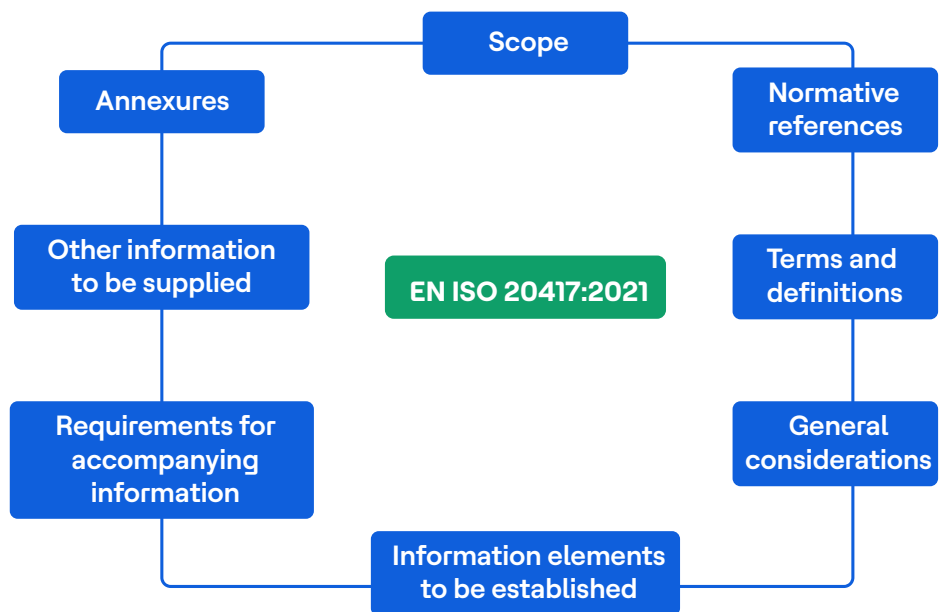 Scope
Annexures
Normative
references
Other information
to be supplied
EN ISO 20417:2021
Terms and
definitions
Requirements for
accompanying
information
General
considerations
Information elements
to be established